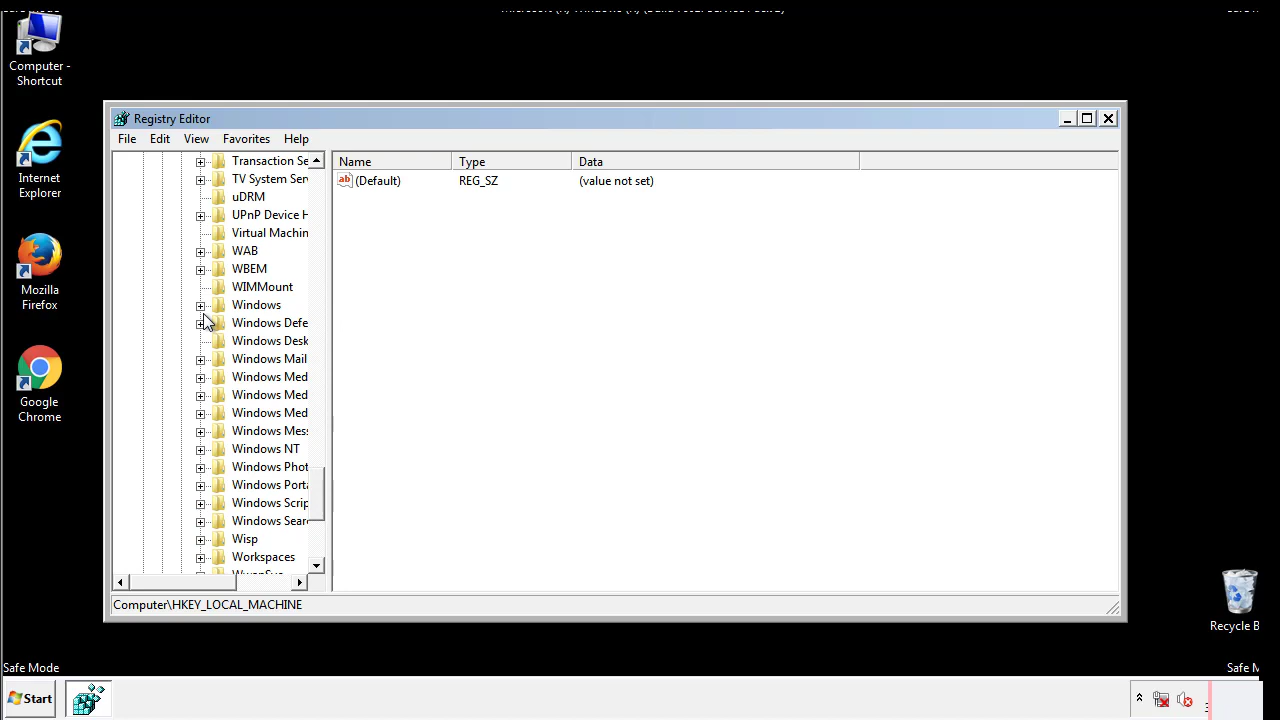 Computer -
Shortcut
Internet
Explorer
Mozilla
Firefox
Google
Chrome
Registry Editor
File Edit View Favorites Help
Transaction Se
TV System Ser
uDRM
UPnP Device H
Virtual Machin
WAB
WBEM
WIMMount
Windows
Windows Defe
Windows Desk
Windows Mail
Windows Med
Windows Med
Windows Med
Windows Mess
Windows NT
Windows Phot
Windows Porta
Windows Scrip
Windows Sear
Wisp
Workspaces
Name Type Data
ab (Default) REG_SZ (value not set)
Computer\HKEY_LOCAL_MACHINE
Recycle B
Safe Mode
Safe M
Start